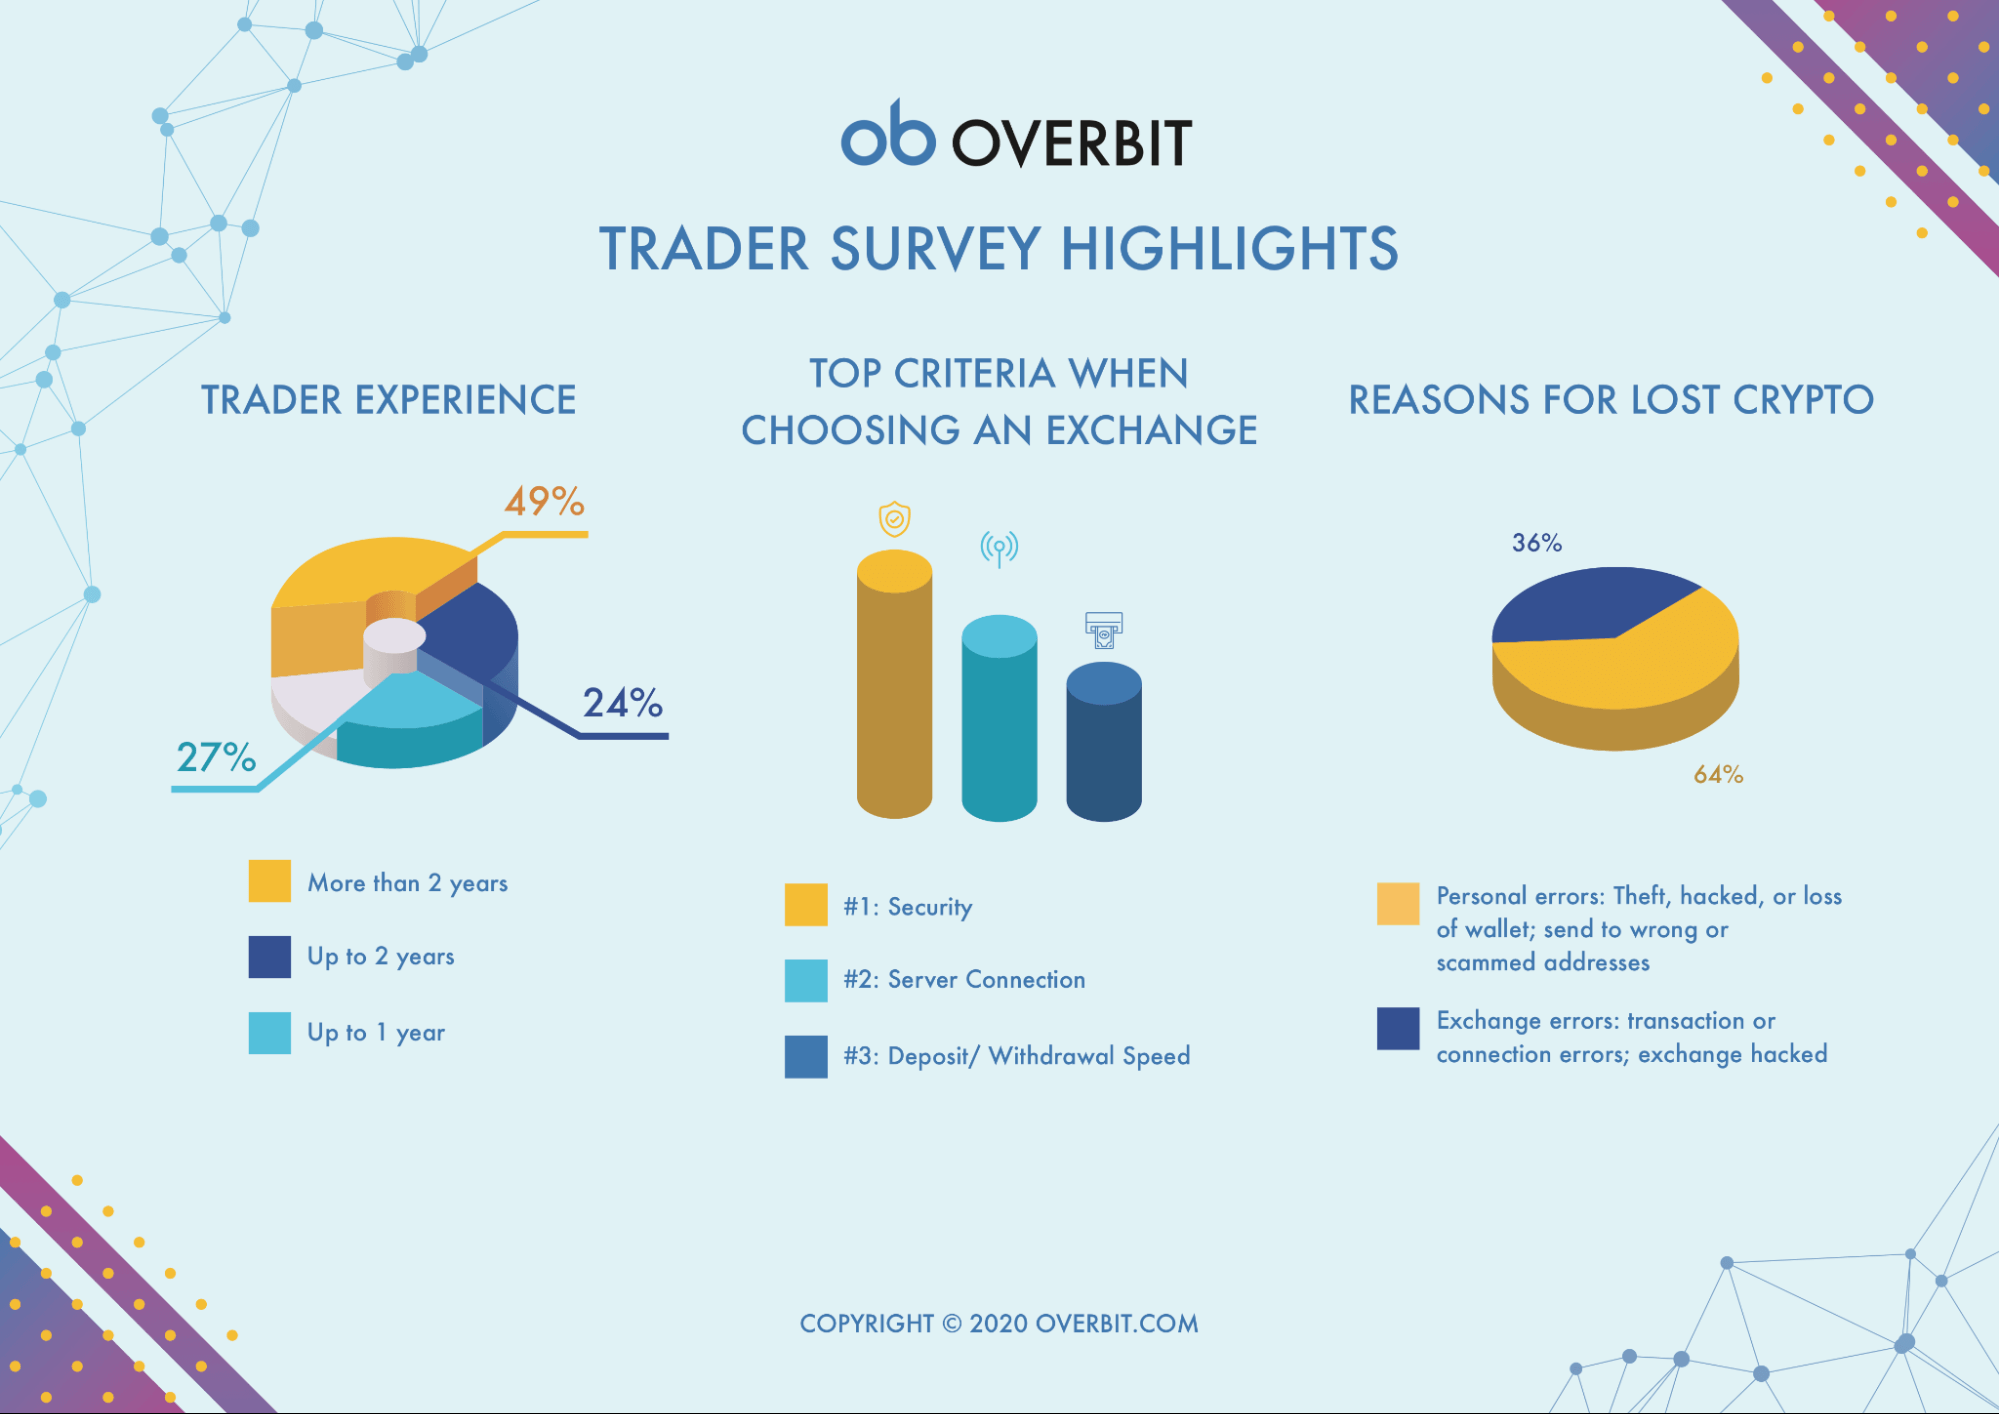 ob OVERBIT
TRADER SURVEY HIGHLIGHTS
TRADER EXPERIENCE
49%
24%
27%
More than 2 years
Up to 2 years
Up to 1 year
TOP CRITERIA WHEN
CHOOSING AN EXCHANGE
#1: Security
#2: Server Connection
#3: Deposit/ Withdrawal Speed
REASONS FOR LOST CRYPTO
36%
64%
Personal errors: Theft, hacked, or loss
of wallet; send to wrong or
scammed addresses
Exchange errors: transaction or
connection errors; exchange hacked
COPYRIGHT © 2020 OVERBIT.COM